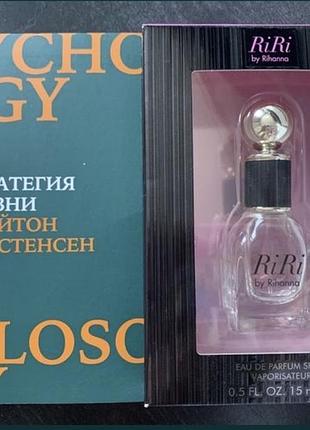 YCHO
GY
АТЕГИЯ
ЗНИ
ЙТОН
СТЕНСЕН
LOSO
RiRi
by Rihanna
RiRi
by Rihanna
EAU DE PARFUM SP
VAPORISATEUR
0.5 FL. OZ. 15 m